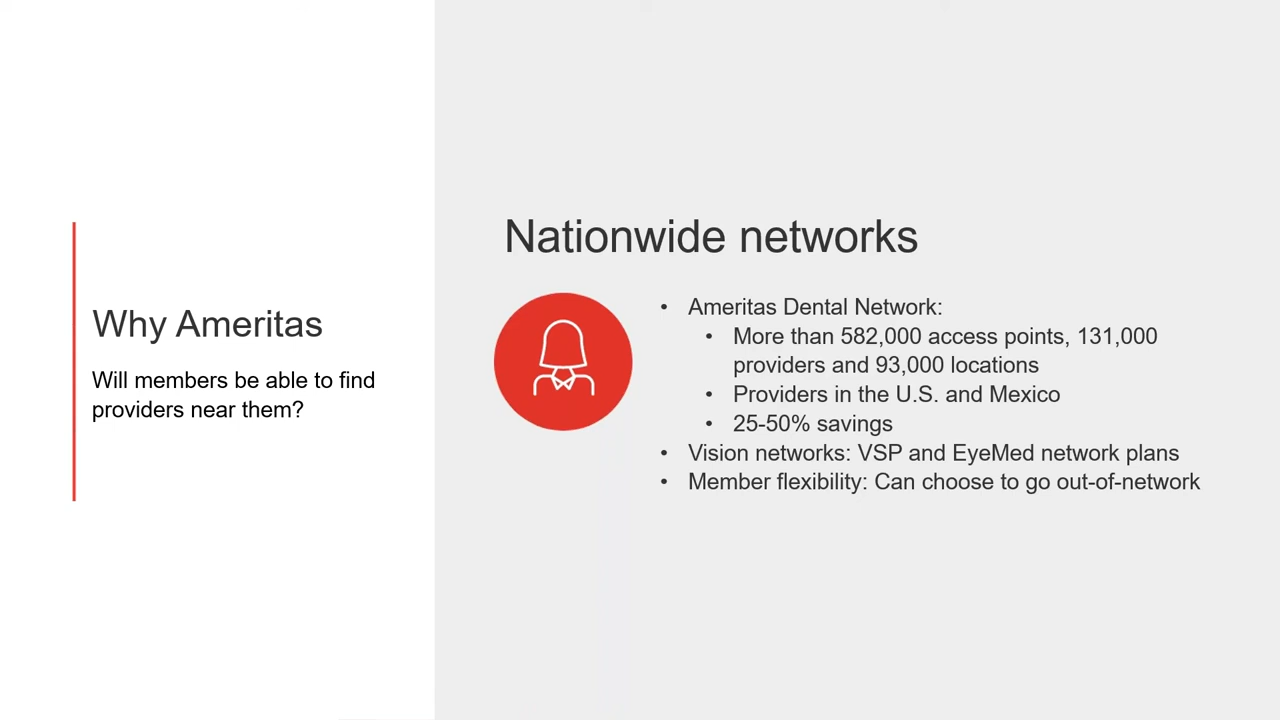 Why Ameritas
Will members be able to find
providers near them?
Nationwide networks
• Ameritas Dental Network:
• More than 582,000 access points, 131,000
providers and 93,000 locations
• Providers in the U.S. and Mexico
• 25-50% savings
• Vision networks: VSP and EyeMed network plans
• Member flexibility: Can choose to go out-of-network